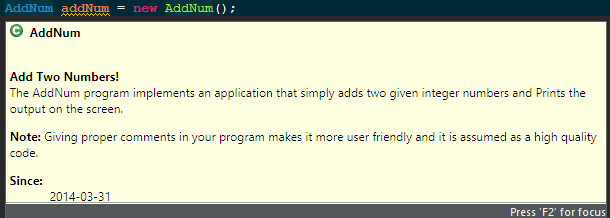 AddNum addNum = new AddNum();
C AddNum
Add Two Numbers!
The AddNum program implements an application that simply adds two given integer numbers and Prints the
output on the screen.
Note: Giving proper comments in your program makes it more user friendly and it is assumed as a high quality
code.
Since:
2014-03-31
Press 'F2' for focus